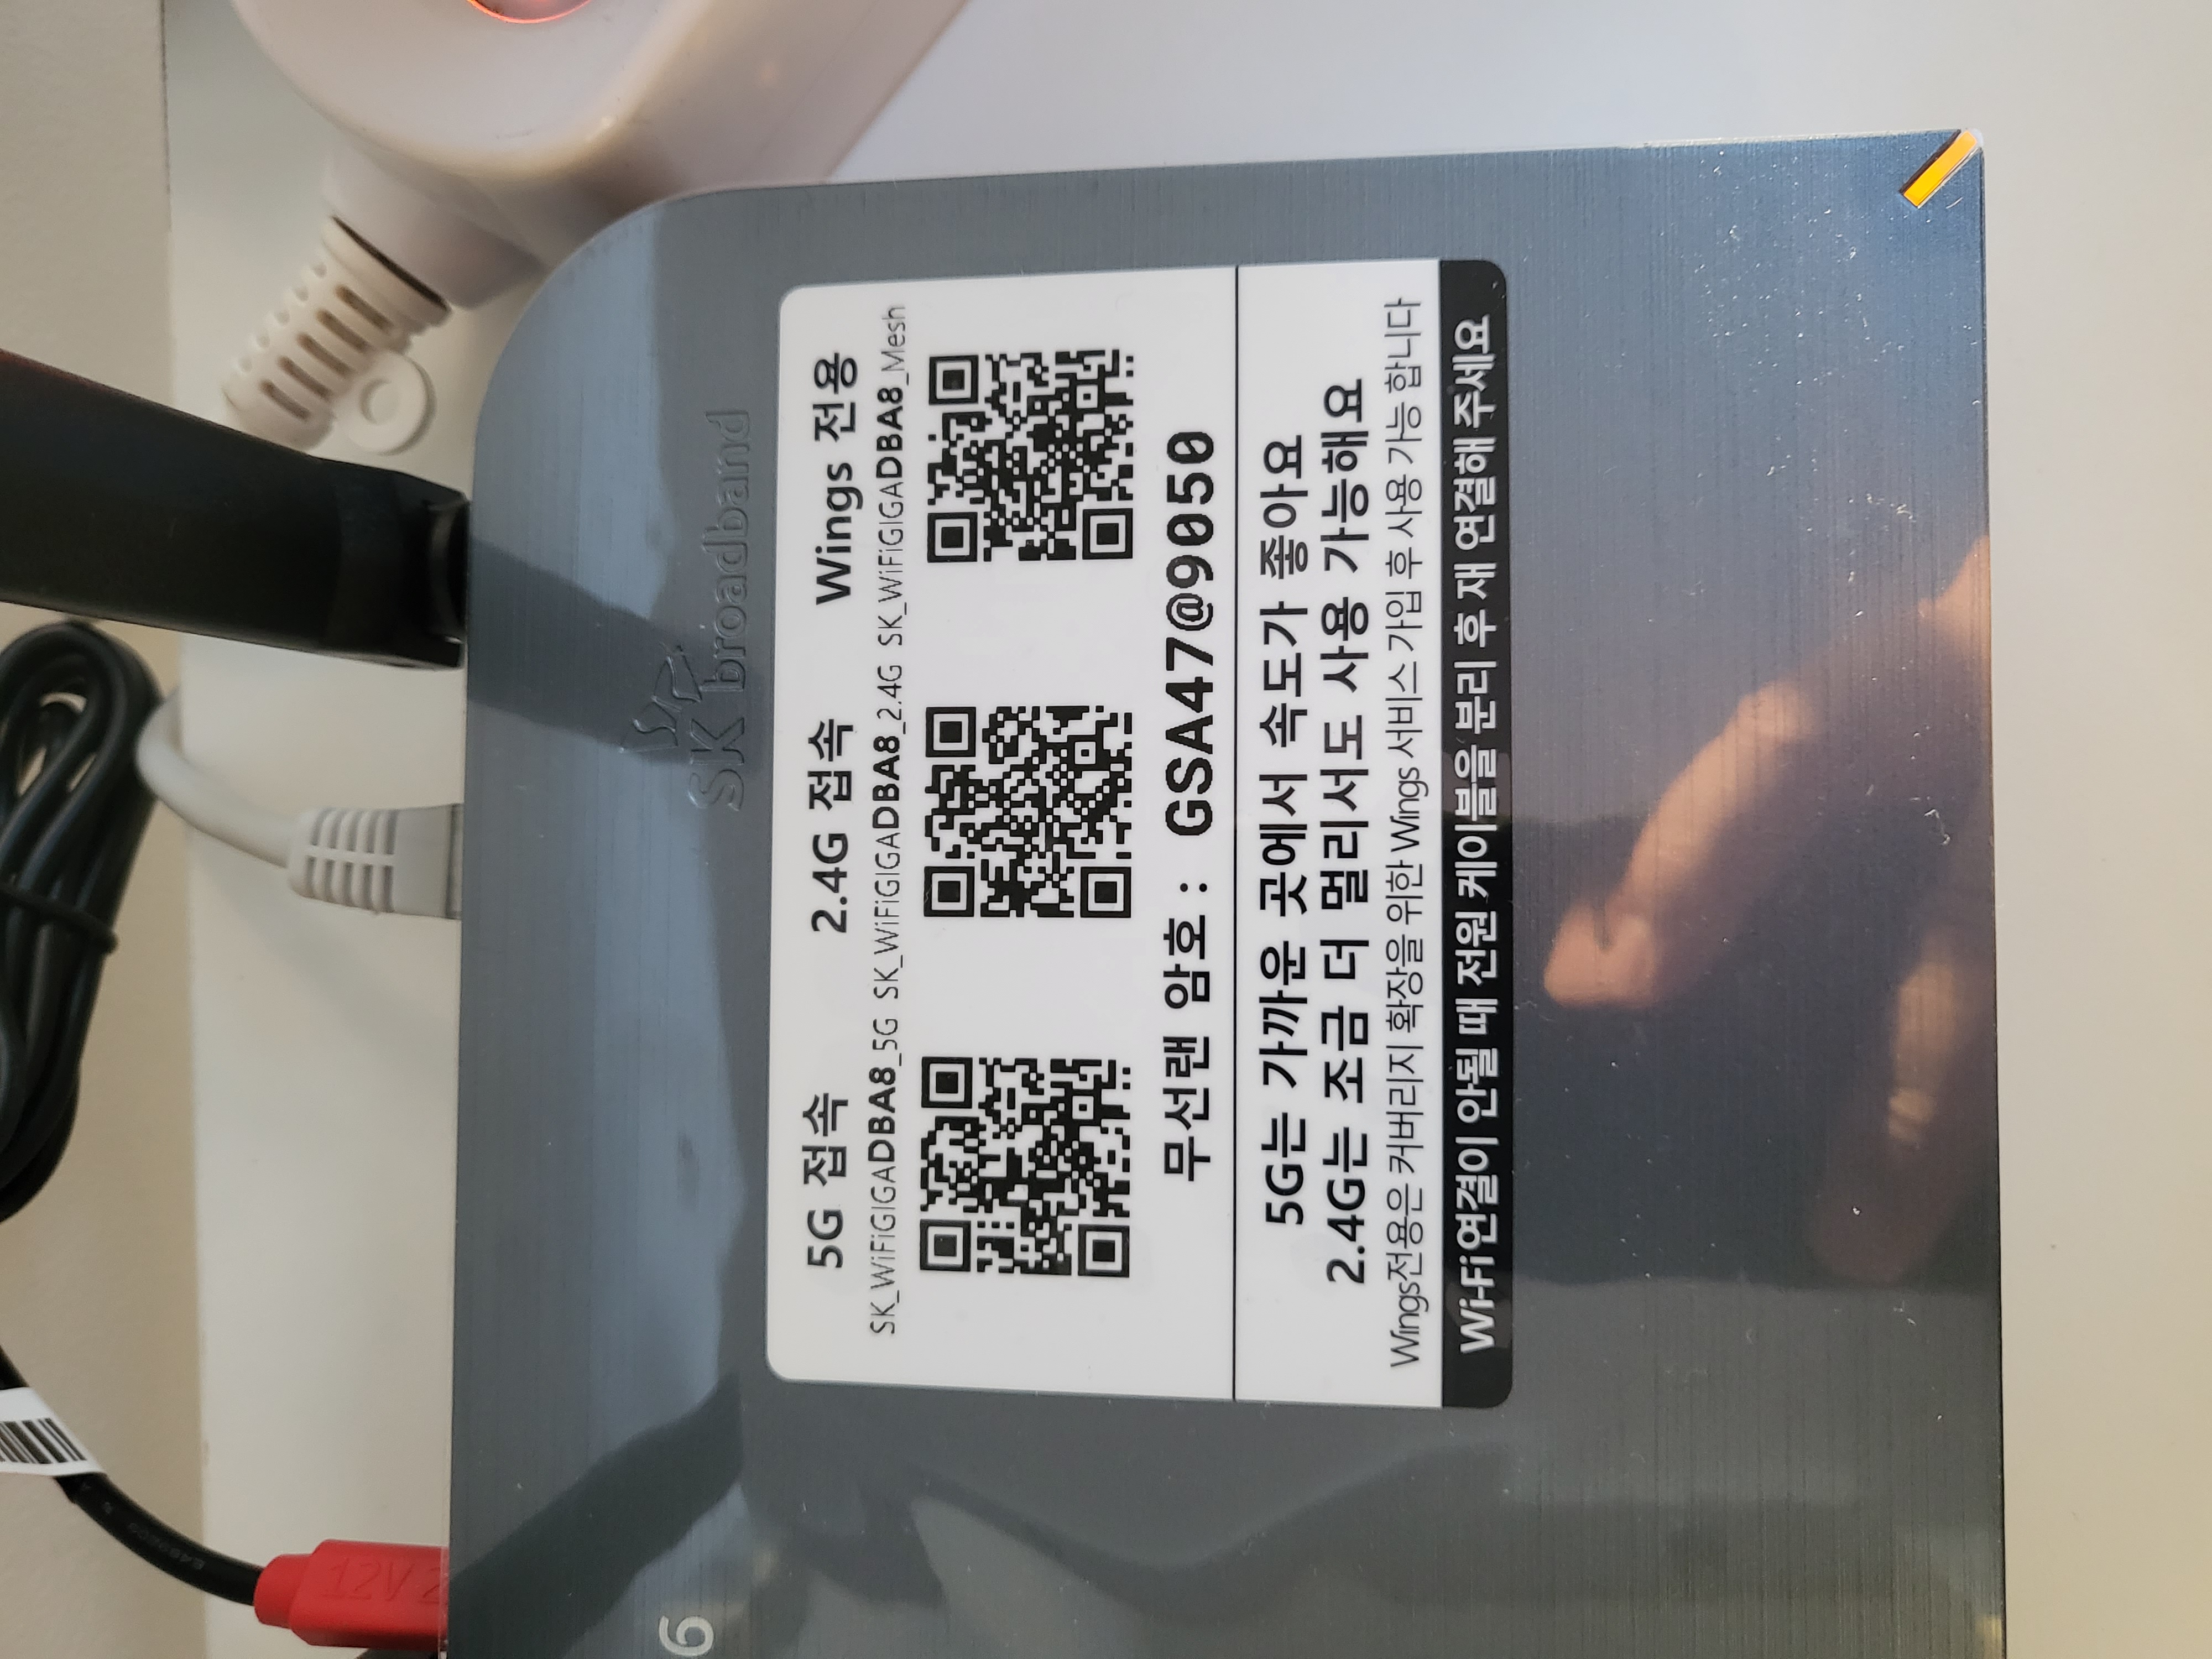 SK broadband
5G 접속 2.4G 접속 Wings 전용
SK_WiFiGIGADBA8_5G SK_WiFiGIGADBA8_2.4G SK_WiFiGIGADBA8_Mesh
무선랜 암호 : GSA47@9050
5G는 가까운 곳에서 속도가 좋아요
2.4G는 조금 더 멀리서도 사용 가능해요
Wings전용은 커버리지 확장을 위한 Wings 서비스 가입 후 사용 가능 합니다
Wi-Fi 연결이 안될 때 전원 케이블을 분리 후 재 연결해 주세요
6
12V 2